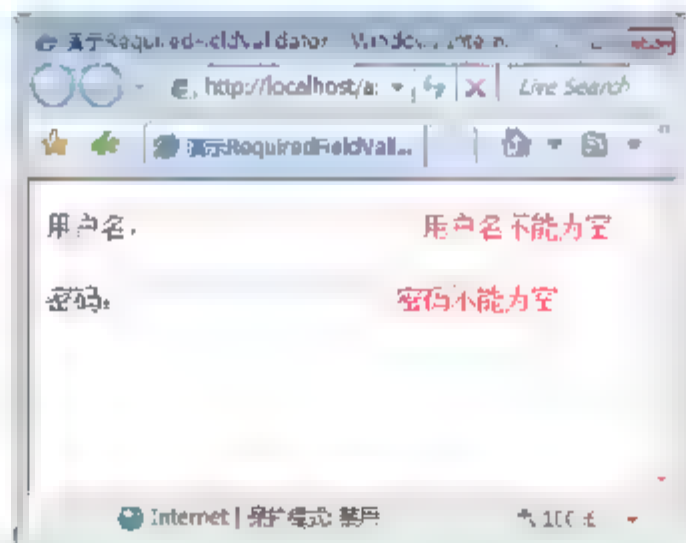 演示RequiredFieldValidator - Windows Inte
http://localhost/a: Live Search
演示RequiredFieldVali...
用户名: 用户名不能为空
密码: 密码不能为空
Internet | 保护模式: 禁用 100%